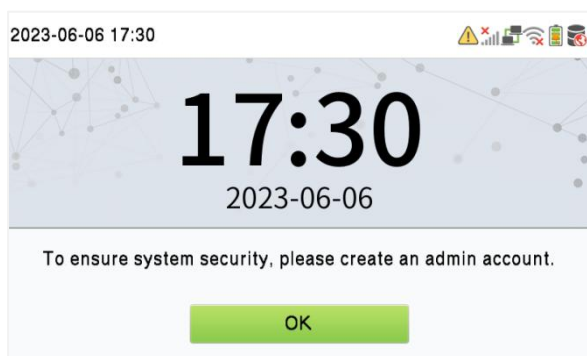 2023-06-06 17:30
17:30
2023-06-06
To ensure system security, please create an admin account.
OK